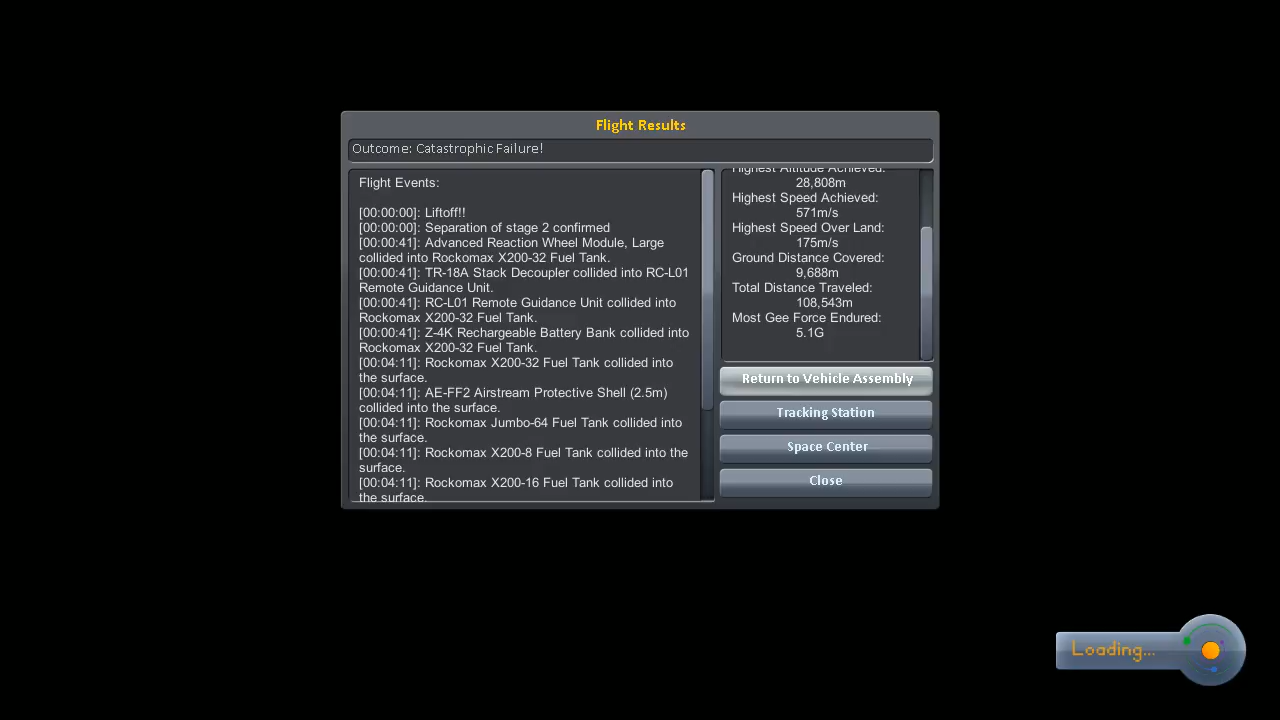 Flight Results
Outcome: Catastrophic Failure!
Flight Events:
[00:00:00]: Liftoff!!
[00:00:00]: Separation of stage 2 confirmed
[00:00:41]: Advanced Reaction Wheel Module, Large
collided into Rockomax X200-32 Fuel Tank.
[00:00:41]: TR-18A Stack Decoupler collided into RC-L01
Remote Guidance Unit.
[00:00:41]: RC-L01 Remote Guidance Unit collided into
Rockomax X200-32 Fuel Tank.
[00:00:41]: Z-4K Rechargeable Battery Bank collided into
Rockomax X200-32 Fuel Tank.
[00:04:11]: Rockomax X200-32 Fuel Tank collided into
the surface.
[00:04:11]: AE-FF2 Airstream Protective Shell (2.5m)
collided into the surface.
[00:04:11]: Rockomax Jumbo-64 Fuel Tank collided into
the surface.
[00:04:11]: Rockomax X200-8 Fuel Tank collided into the
surface.
[00:04:11]: Rockomax X200-16 Fuel Tank collided into
the surface.
Highest Altitude Achieved:
28,808m
Highest Speed Achieved:
571m/s
Highest Speed Over Land:
175m/s
Ground Distance Covered:
9,688m
Total Distance Traveled:
108,543m
Most Gee Force Endured:
5.1G
Return to Vehicle Assembly
Tracking Station
Space Center
Close
Loading...